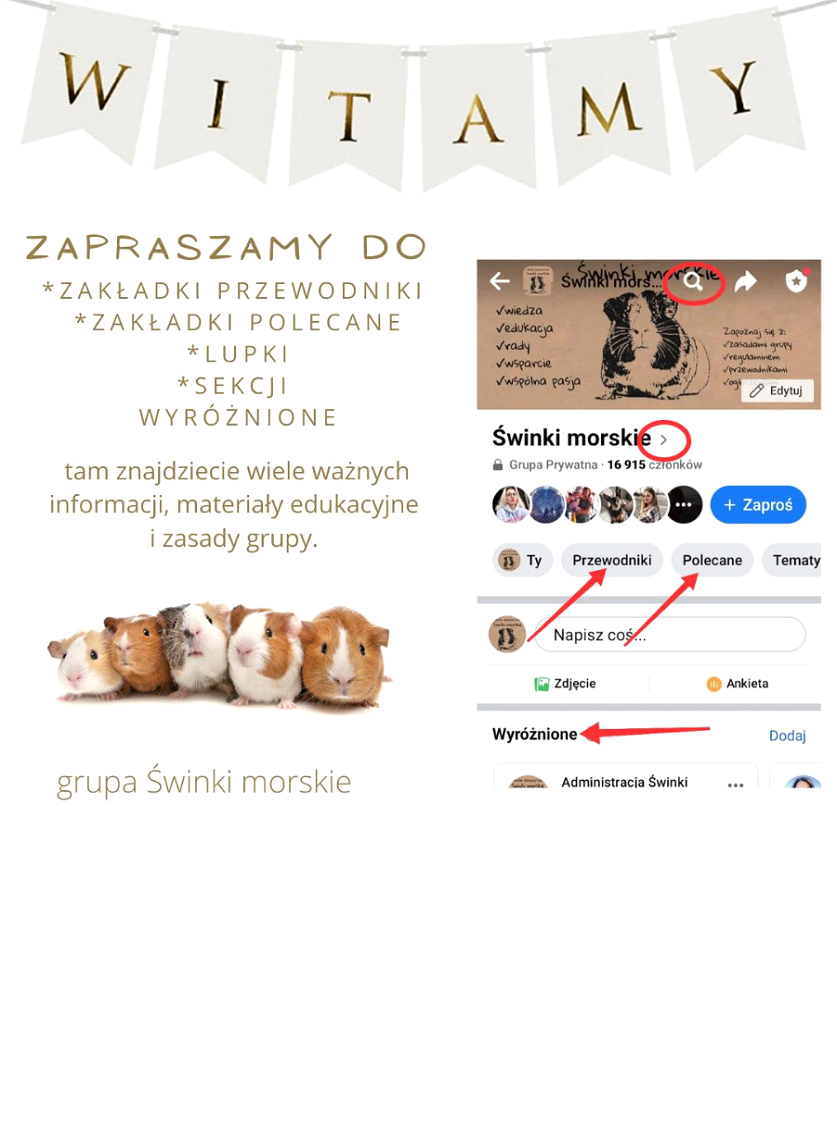 WITAMY
ZAPRASZAMY DO
*ZAKŁADKI PRZEWODNIKI
*ZAKŁADKI POLECANE
*LUPKI
*SEKCJI
WYRÓŻNIONE
tam znajdziecie wiele ważnych
informacji, materiały edukacyjne
i zasady grupy.
grupa Świnki morskie
Świnki morskie
Świnki mors...
√wiedza
√edukacja
√rady
√wsparcie
√wspólna pasja
Zapoznaj się z:
√zasadami grupy
√regulaminem
√przewodnikami
Edytuj
Świnki morskie >
Grupa Prywatna · 16 915 członków
+ Zaproś
Ty
Przewodniki
Polecane
Tematy
Napisz coś...
Zdjęcie
Ankieta
Wyróżnione
Dodaj
Administracja Świnki